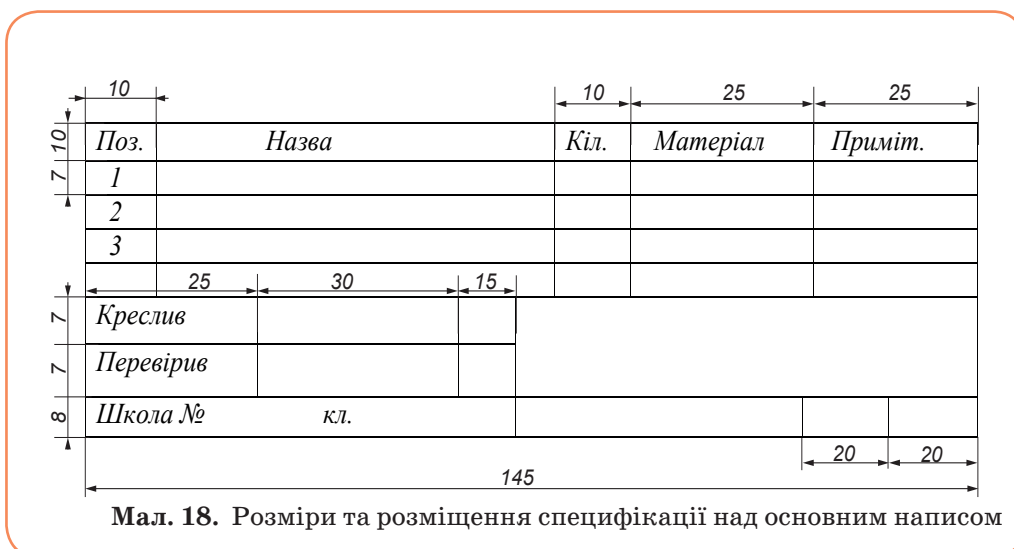 10 10 25 25
10 Поз. Назва Кіл. Матеріал Приміт.
7 1
2
3
25 30 15
7 Креслив
7 Перевірив
8 Школа № кл.
20 20
145
Мал. 18. Розміри та розміщення специфікації над основним написом